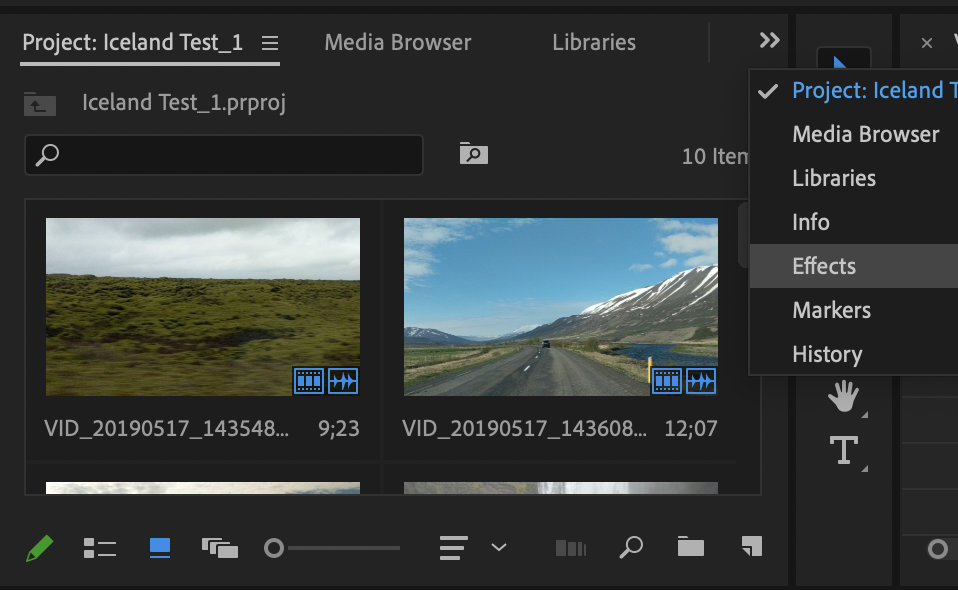 Project: Iceland Test_1
Media Browser
Libraries
Iceland Test_1.prproj
10
Project: Iceland
Media Browser
Libraries
Info
Effects
Markers
History
VID_20190517_143548...
9;23
VID_20190517_143608...
12;07
T